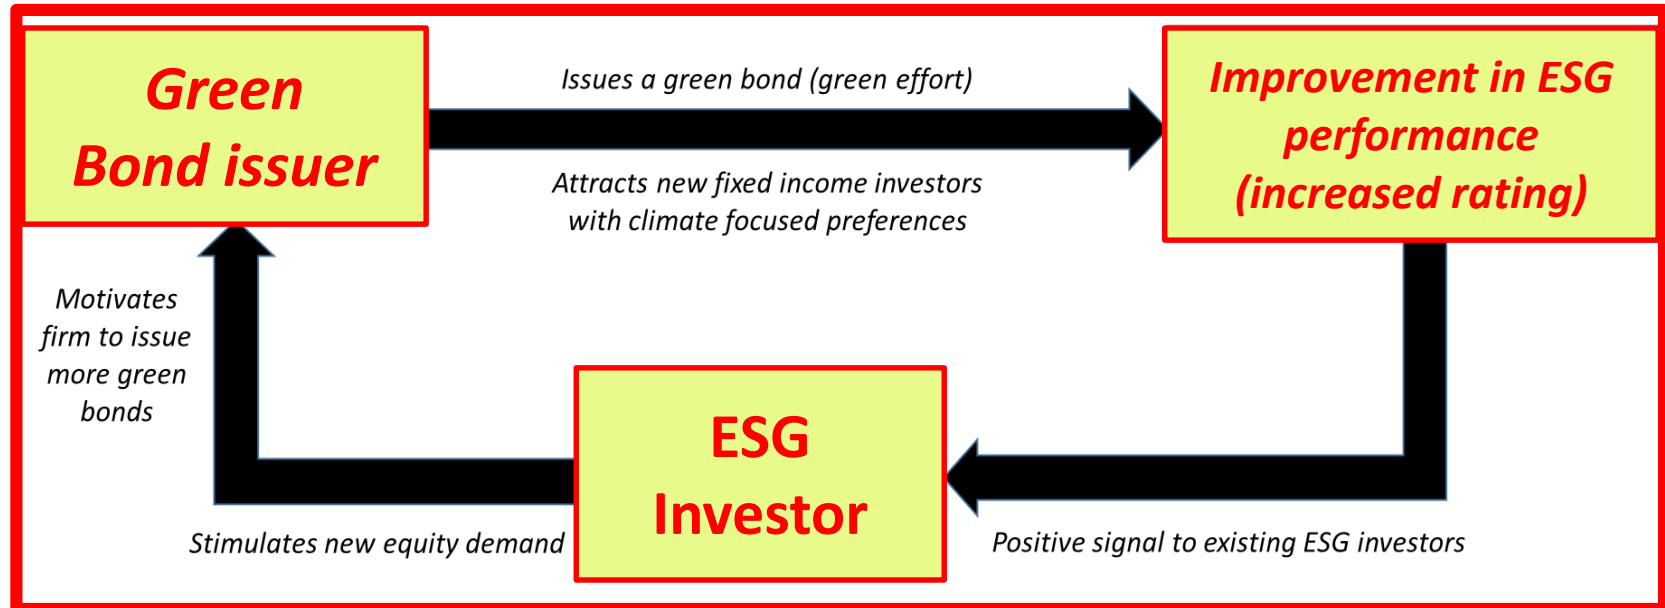 Green
Bond issuer
Issues a green bond (green effort)
Attracts new fixed income investors
with climate focused preferences
Improvement in ESG
performance
(increased rating)
Motivates
firm to issue
more green
bonds
ESG
Investor
Stimulates new equity demand
Positive signal to existing ESG investors